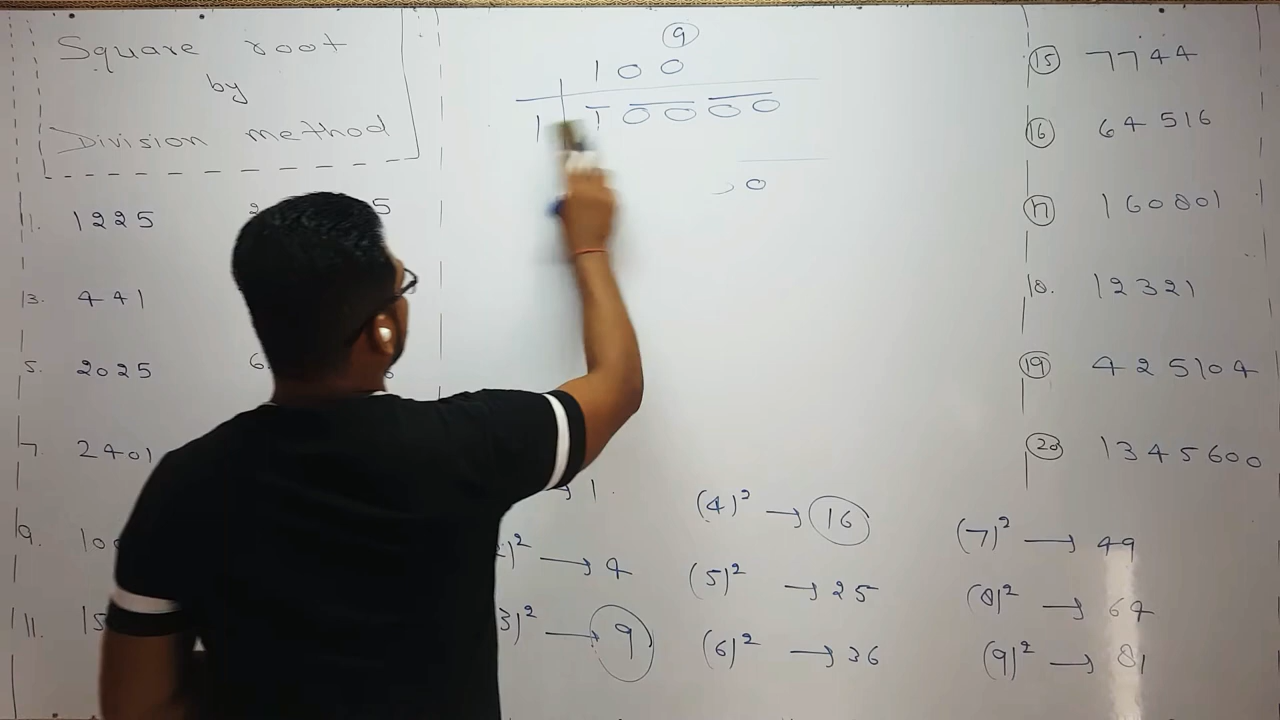 Square root
by
Division method
1. 1225
3. 441
5. 2025
7. 2401
9.
11.
9
100
1 10000
0
→ 1.
)² → 4
3)² → 9
(4)² → 16
(5)² → 25
(6)² → 36
(7)² → 49
(8)² → 64
(9)² → 81
15 7744
16 64516
17 160801
18. 12321
19 425104
20 1345600